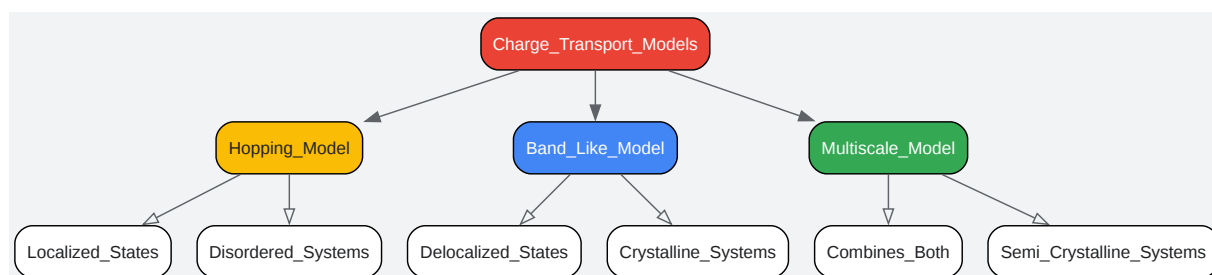 Charge_Transport_Models
Hopping_Model
Band_Like_Model
Multiscale_Model
Localized_States
Disordered_Systems
Delocalized_States
Crystalline_Systems
Combines_Both
Semi_Crystalline_Systems